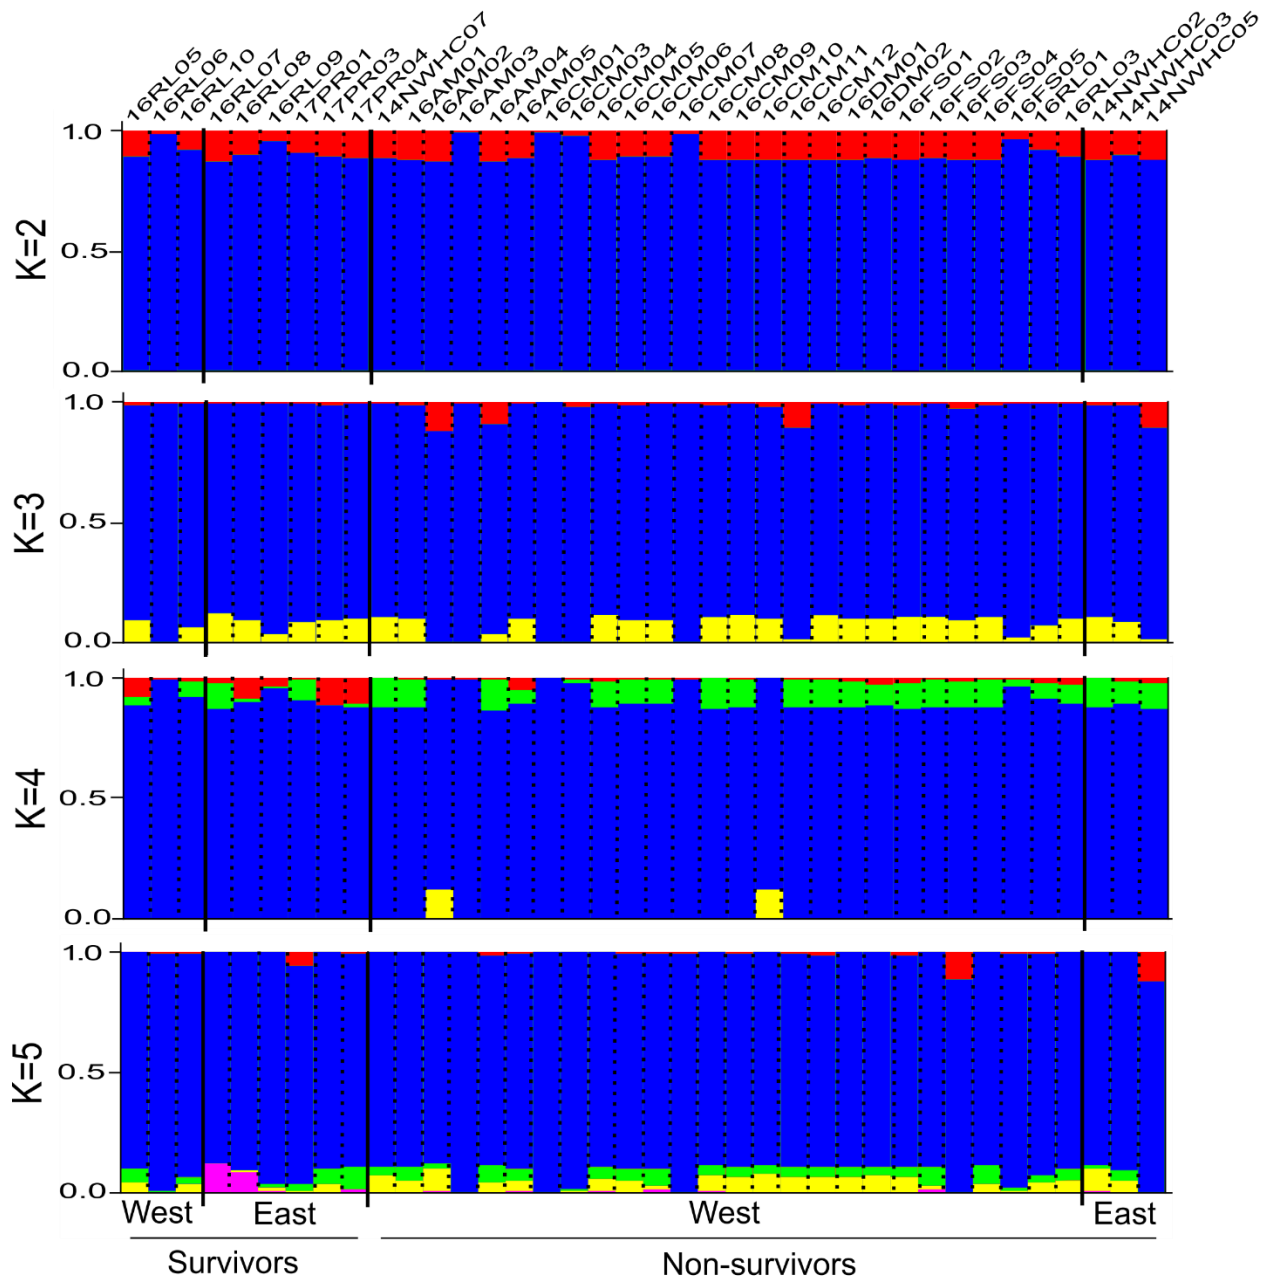 16RL05
16RL06
16RL10
16RL07
16RL08
16RL09
17PR01
17PR03
17PR04
14NWHC07
16AM01
16AM02
16AM03
16AM04
16AM05
16CM01
16CM03
16CM04
16CM05
16CM06
16CM07
16CM08
16CM09
16CM10
16CM11
16CM12
16DM01
16DM02
16FS01
16FS02
16FS03
16FS04
16FS05
16RL01
16RL03
14NWHC02
14NWHC03
14NWHC05
K=2
1.0
0.5
0.0
K=3
1.0
0.5
0.0
K=4
1.0
0.5
0.0
K=5
1.0
0.5
0.0
West East West East
Survivors Non-survivors